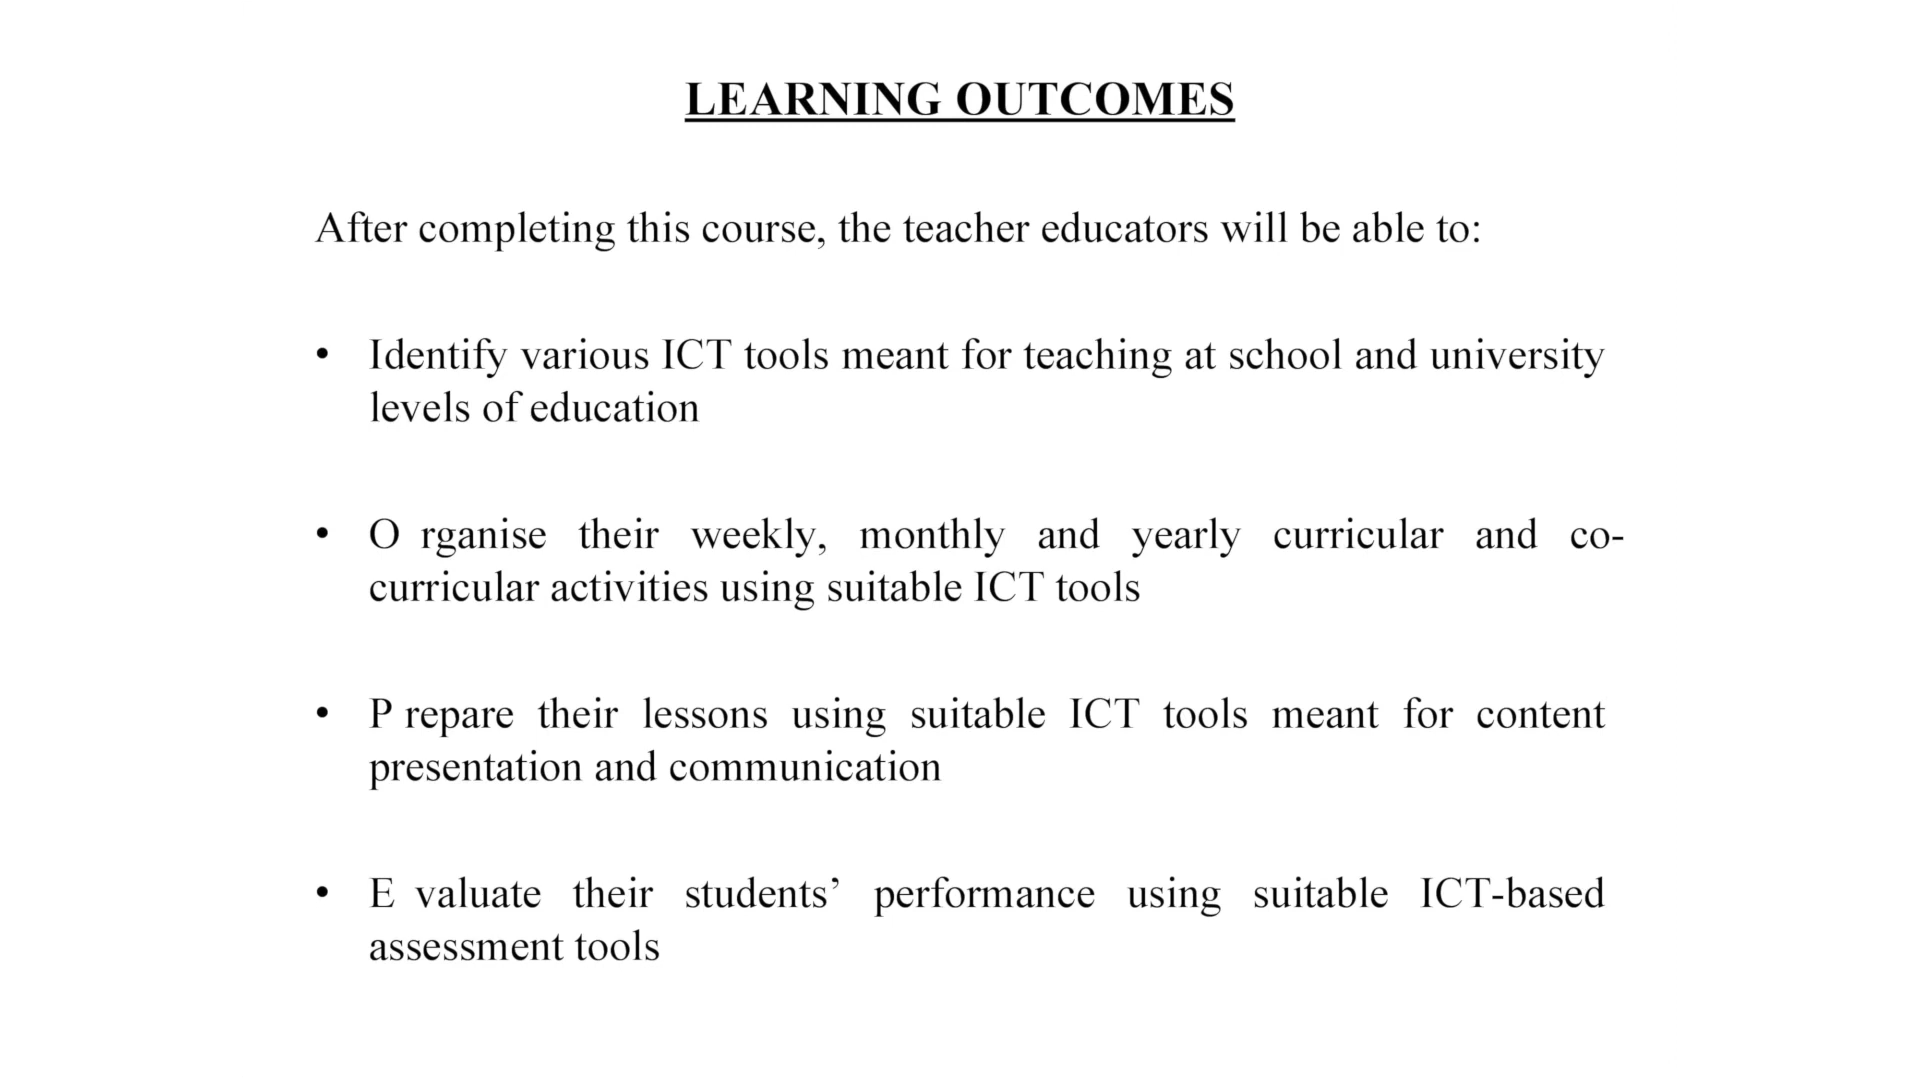 LEARNING OUTCOMES
After completing this course, the teacher educators will be able to:
• Identify various ICT tools meant for teaching at school and university
levels of education
• O rganise their weekly, monthly and yearly curricular and co-
curricular activities using suitable ICT tools
• P repare their lessons using suitable ICT tools meant for content
presentation and communication
• E valuate their students’ performance using suitable ICT-based
assessment tools